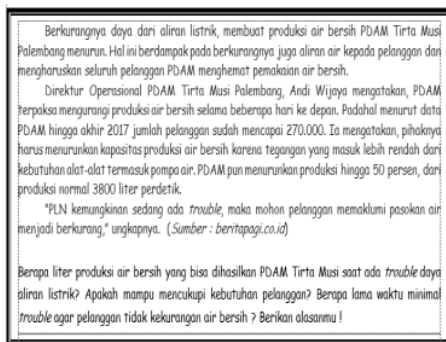 Berkurangnya daya dari aliran listrik, membuat produksi air bersih PDAM Tirta Musi
Palembang menurun. Hal ini berdampak pada berkurangnya juga aliran air kepada pelanggan dan
mengharuskan seluruh pelanggan PDAM menghemat pemakaian air bersih.
Direktur Operasional PDAM Tirta Musi Palembang, Andi Wijaya mengatakan, PDAM
terpaksa mengurangi produksi air bersih selama beberapa hari ke depan. Padahal menurut data
PDAM hingga akhir 2017 jumlah pelanggan sudah mencapai 270.000. Ia mengatakan, pihaknya
harus menurunkan kapasitas produksi air bersih karena tegangan yang masuk lebih rendah dari
kebutuhan alat-alat termasuk pompa air. PDAM pun menurunkan produksi hingga 50 persen, dari
produksi normal 3800 liter perdetik.
"PLN kemungkinan sedang ada trouble, maka mohon pelanggan memaklumi pasokan air
menjadi berkurang," ungkapnya. (Sumber : beritapagi.co.id)
Berapa liter produksi air bersih yang bisa dihasilkan PDAM Tirta Musi saat ada trouble daya
aliran listrik? Apakah mampu mencukupi kebutuhan pelanggan? Berapa lama waktu minimal
trouble agar pelanggan tidak kekurangan air bersih ? Berikan alasanmu !